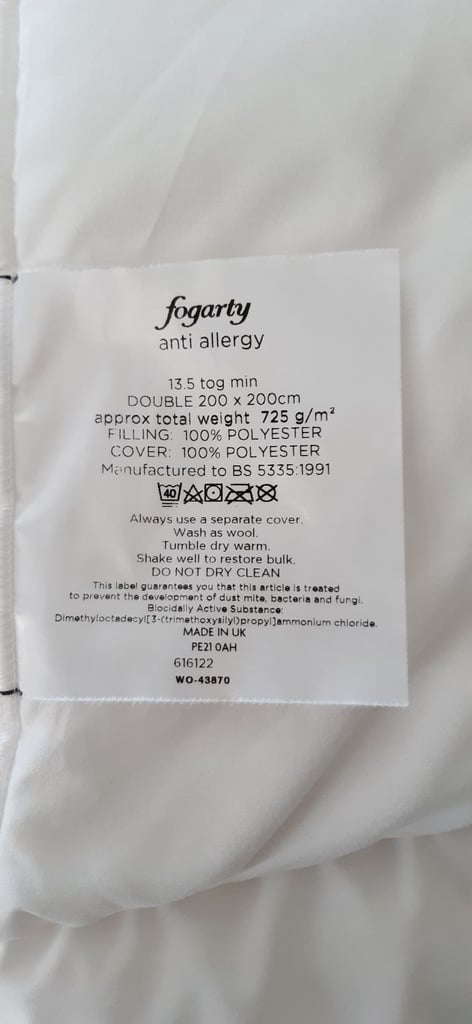 fogarty
anti allergy
13.5 tog min
DOUBLE 200 x 200cm
approx total weight 725 g/m²
FILLING: 100% POLYESTER
COVER: 100% POLYESTER
Manufactured to BS 5335:1991
40
Always use a separate cover.
Wash as wool.
Tumble dry warm.
Shake well to restore bulk.
DO NOT DRY CLEAN
This label guarantees you that this article is treated
to prevent the development of dust mite, bacteria and fungi.
Biocidally Active Substance:
Dimethyloctadecyl[3-(trimethoxysilyl)propyl]ammonium chloride.
MADE IN UK
PE21 0AH
616122
WO-43870